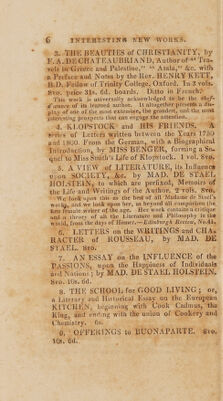 6 INTERESTING NEW WORKS.
3. THE BEAUTIES of CHRISTIANITY, by
F. A. DE CHATEAUBRIAND, Author of “Tra-
vels in Greece and Palestine,” “Atala,” &c. with
a Preface and Notes by the Rev. HENRY KETT,
B.D. Fellow of Trinity College, Oxford. In 3 vols.
8vo. price 31s. 6d. boards. Ditto in French.
This work is universally acknowledged to be the chef-
d'œuvre of its learned author. It altogether presents a dis-
play of one of the most extensive, the most sublime, and the most
interesting prospects that can engage the attention.
4. KLOPSTOCK and HIS FRIENDS. A
Series of Letters written between the Years 1750
and 1800. From the German, with a Biographical
Introduction, by MISS BENGER, forming a Se-
quel to Miss Smith's Life of Klopstock. 1 vol. 8vo.
5. A VIEW of LITERATURE, its Influence
upon SOCIETY, &c. by MAD. DE STAEL
HOLSTEIN, to which are prefixed, Memoirs of
the Life and Writings of the Author, 2 vols. 8vo.
We look upon this as the best of all Madame de Stael's
works, and we look upon her, as beyond all comparison the
first female writer of the age. Her work contains a compend
and a theory of all the Literature and Philosophy in the
world, from the days of Homer.—Edinburgh Review, No. 41.
6. LETTERS on the WRITINGS and CHA-
RACTER of ROUSSEAU, by MAD. DE
STAEL. 8vo.
7. AN ESSAY on the INFLUENCE of the
PASSIONS, upon the Happiness of Individuals
and Nations; by MAD. DE STAEL HOLSTEIN,
8vo. 10s. 6d.
8. THE SCHOOL for GOOD LIVING; or,
a Literary and Historical Essay on the European
KITCHEN, beginning with Cook Cadmus, the
King, and ending with the union of Cookery and
Chemistry. 6s.
9. OFFERINGS to BUONAPARTE. 8vo.
10s. 6d.